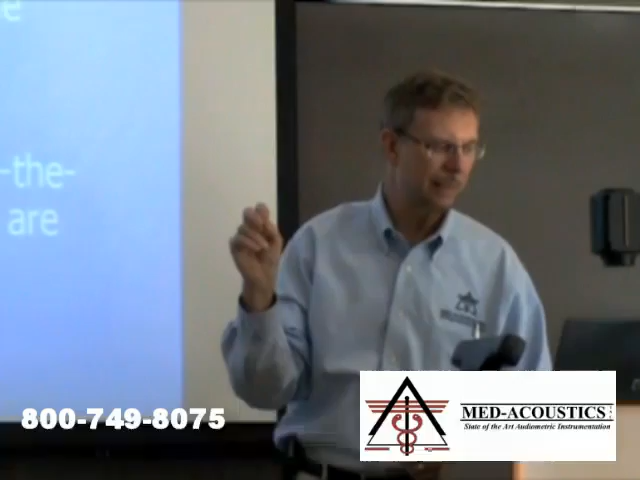 e
-the-
are
800-749-8075
MED-ACOUSTICS
State of the Art Audiometric Instrumentation